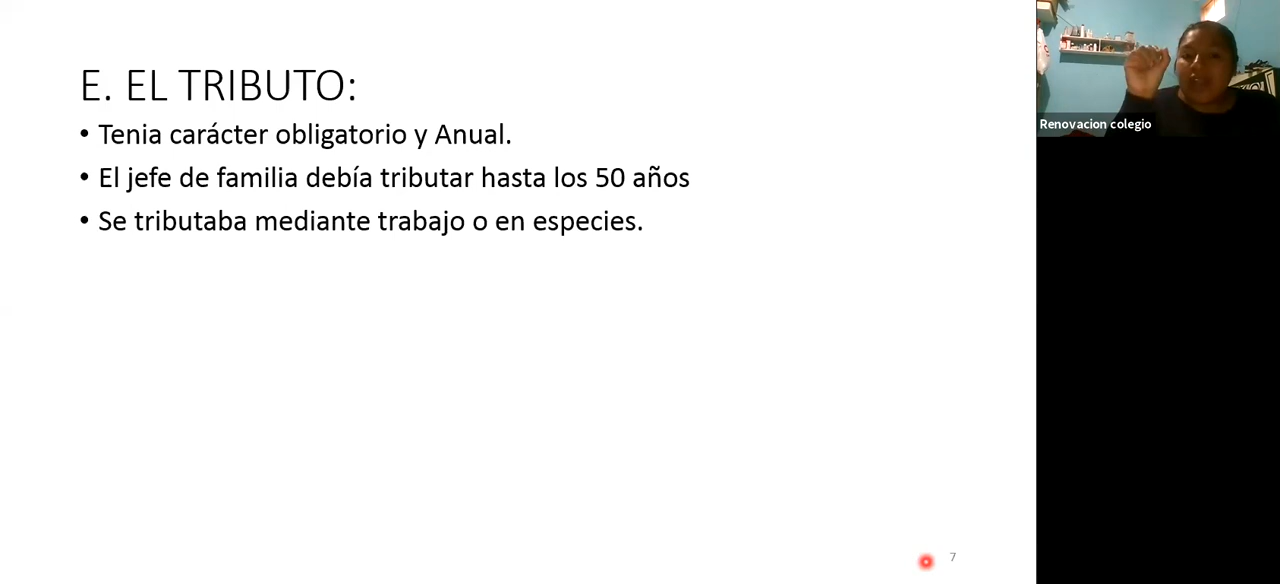 E. EL TRIBUTO:
• Tenia carácter obligatorio y Anual.
• El jefe de familia debía tributar hasta los 50 años
• Se tributaba mediante trabajo o en especies.
7
Renovacion colegio